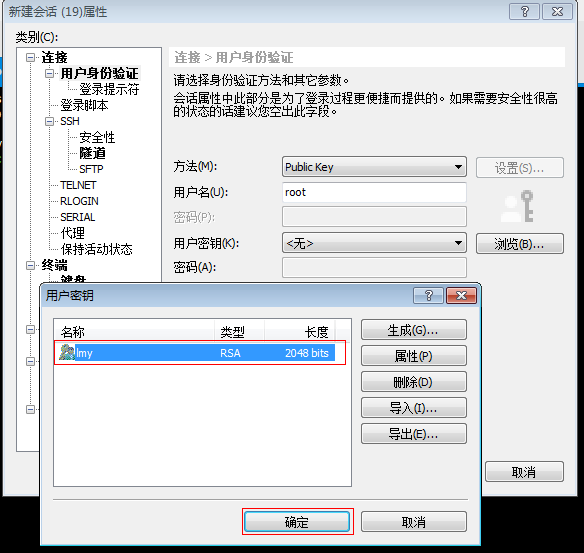 新建会话 (19)属性
类别(C):
连接
用户身份验证
登录提示符
登录脚本
SSH
安全性
隧道
SFTP
TELNET
RLOGIN
SERIAL
代理
保持活动状态
终端
键盘
连接 > 用户身份验证
请选择身份验证方法和其它参数。
会话属性中此部分是为了登录过程更便捷而提供的。如果需要安全性很高
的状态的话建议您空出此字段。
方法(M):
Public Key
设置(S)...
用户名(U):
root
密码(P):
用户密钥(K):
<无>
浏览(B)...
密码(A):
用户密钥
名称
类型
长度
lmy
RSA
2048 bits
生成(G)...
属性(P)
删除(D)
导入(I)...
导出(E)...
确定
取消
取消